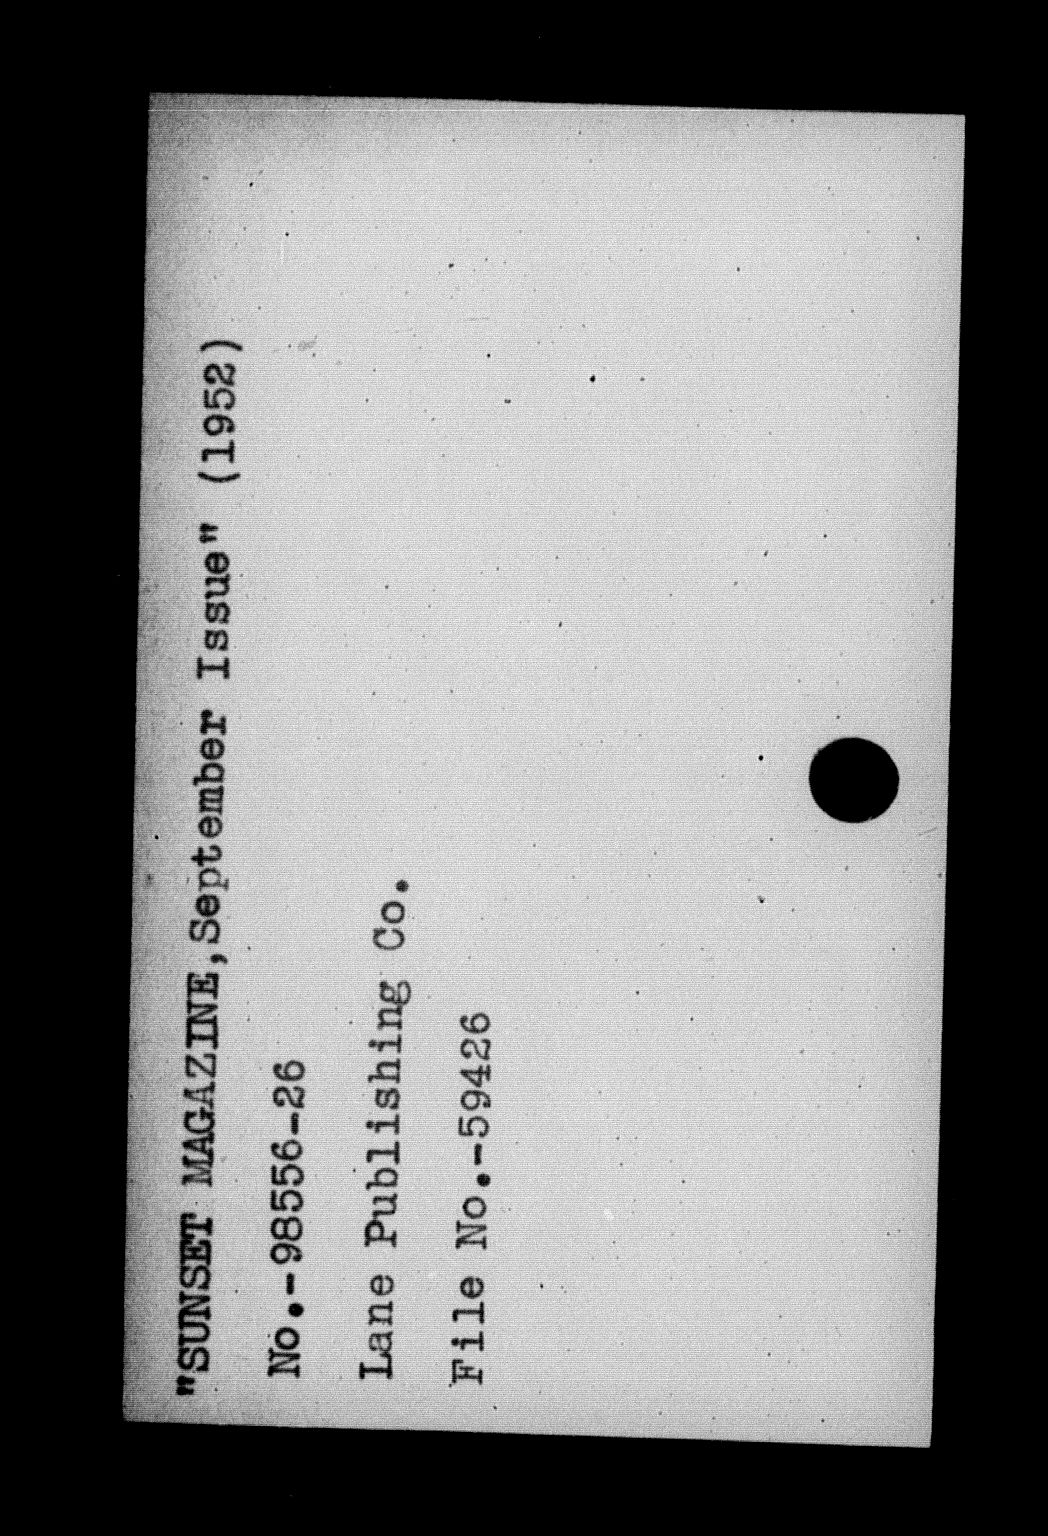 "SUNSET MAGAZINE,September Issue" (1952)
No.-98556-26
Lane Publishing Co.
File No.-59426